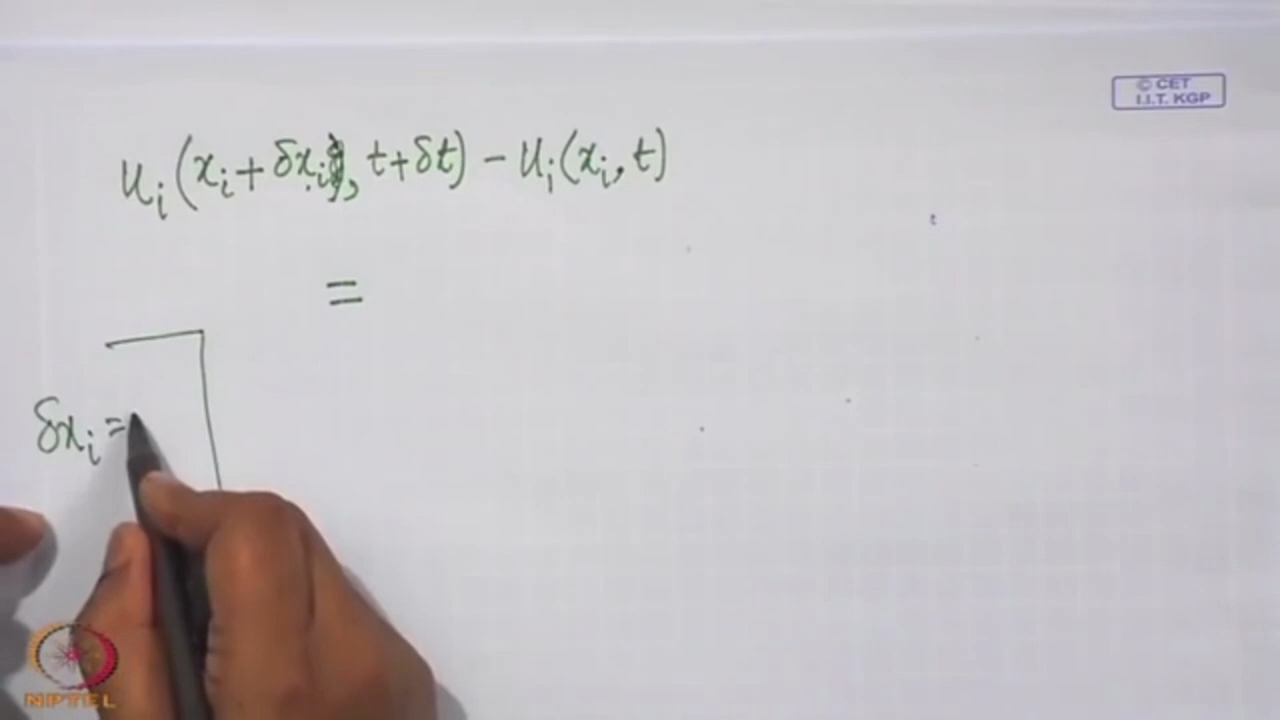 © CET
I.I.T. KGP
u_i(x_i + δx_i, t+δt) - u_i(x_i, t)
=
δx_i =
NPTEL